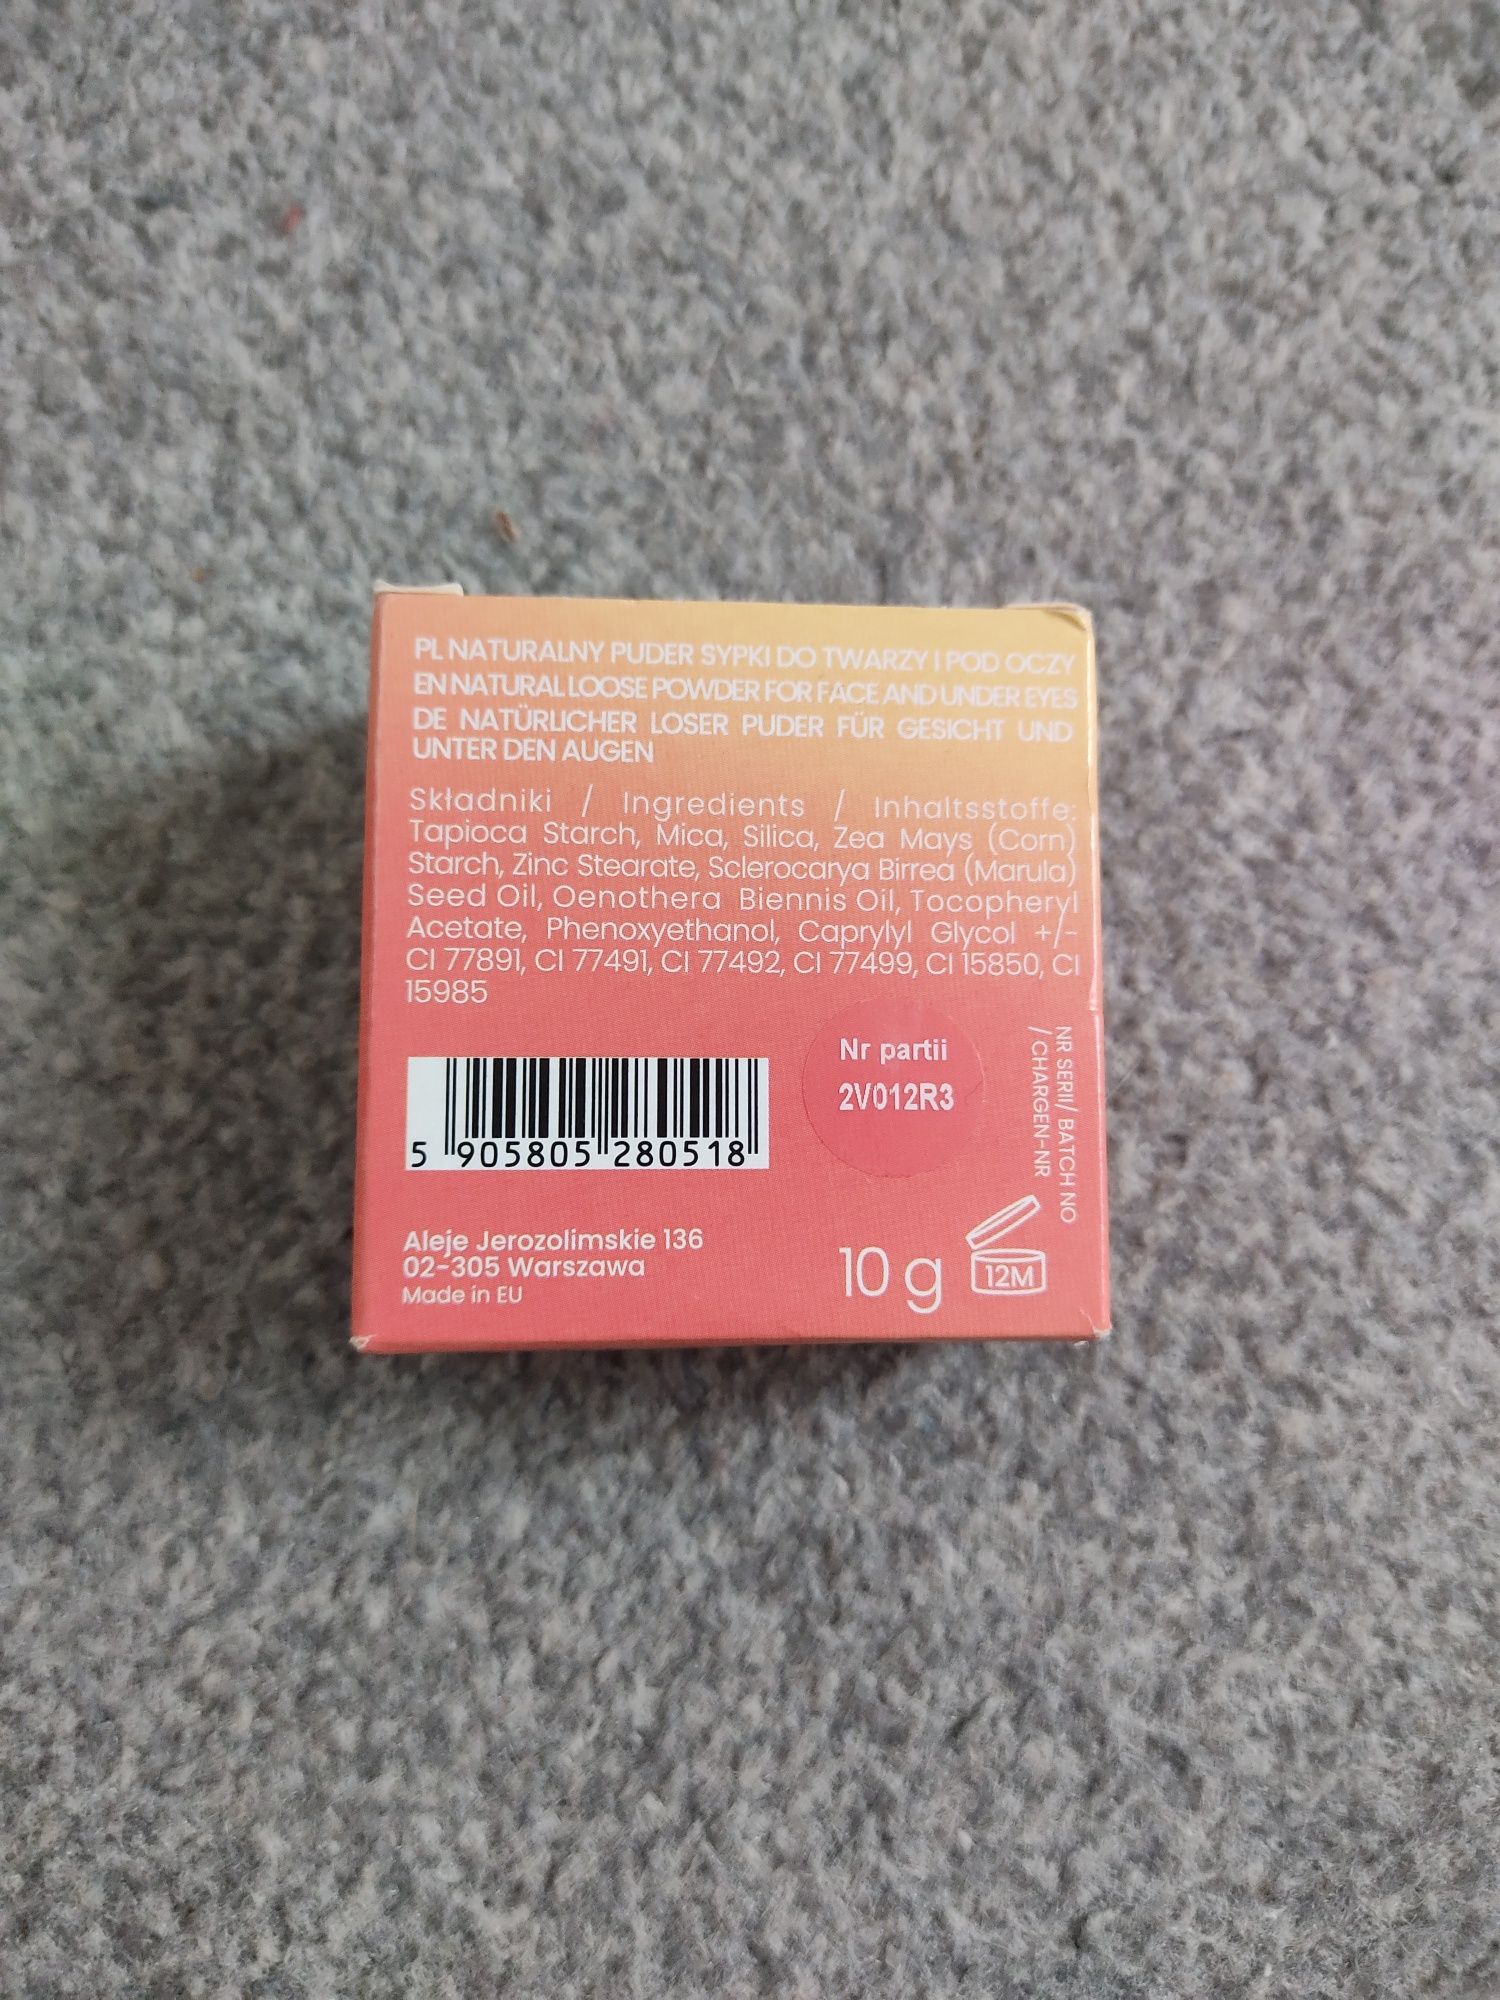 PL NATURALNY PUDER SYPKI DO TWARZY I POD OCZY
EN NATURAL LOOSE POWDER FOR FACE AND UNDER EYES
DE NATÜRLICHER LOSER PUDER FÜR GESICHT UND
UNTER DEN AUGEN
Składniki / Ingredients / Inhaltsstoffe:
Tapioca Starch, Mica, Silica, Zea Mays (Corn)
Starch, Zinc Stearate, Sclerocarya Birrea (Marula)
Seed Oil, Oenothera Biennis Oil, Tocopheryl
Acetate, Phenoxyethanol, Caprylyl Glycol +/-
CI 77891, CI 77491, CI 77492, CI 77499, CI 15850, CI
15985
5 905805 280518
Nr partii
2V012R3
NR SERII/ BATCH NO
/ CHARGEN-NR
Aleje Jerozolimskie 136
02-305 Warszawa
Made in EU
10 g
12M